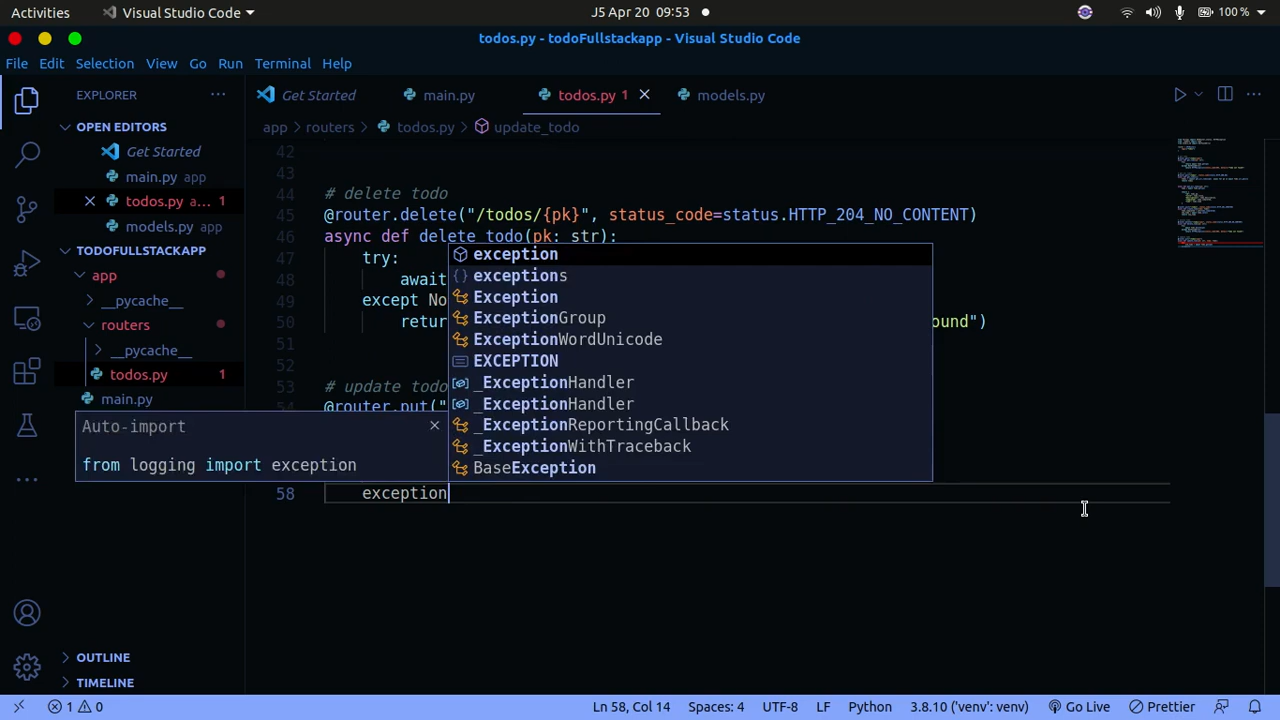 Activities
Visual Studio Code
J5 Apr 20 09:53
100 %
todos.py - todoFullstackapp - Visual Studio Code
File Edit Selection View Go Run Terminal Help
EXPLORER
Get Started
main.py
todos.py 1
models.py
OPEN EDITORS
app
routers
todos.py
update_todo
Get Started
main.py app
todos.py a... 1
models.py app
TODOFULLSTACKAPP
app
__pycache__
routers
__pycache__
todos.py 1
main.py
42
43
44 # delete todo
45 @router.delete("/todos/{pk}", status_code=status.HTTP_204_NO_CONTENT)
46 async def delete_todo(pk: str):
47 try:
48 await
49 except No
50 retur ound")
51
52
53 # update todo
54 @router.put("
58 exception
exception
exceptions
Exception
ExceptionGroup
ExceptionWordUnicode
EXCEPTION
_ExceptionHandler
_ExceptionHandler
_ExceptionReportingCallback
_ExceptionWithTraceback
BaseException
Auto-import
from logging import exception
OUTLINE
TIMELINE
1 0
Ln 58, Col 14
Spaces: 4
UTF-8
LF
Python
3.8.10 ('venv': venv)
Go Live
Prettier